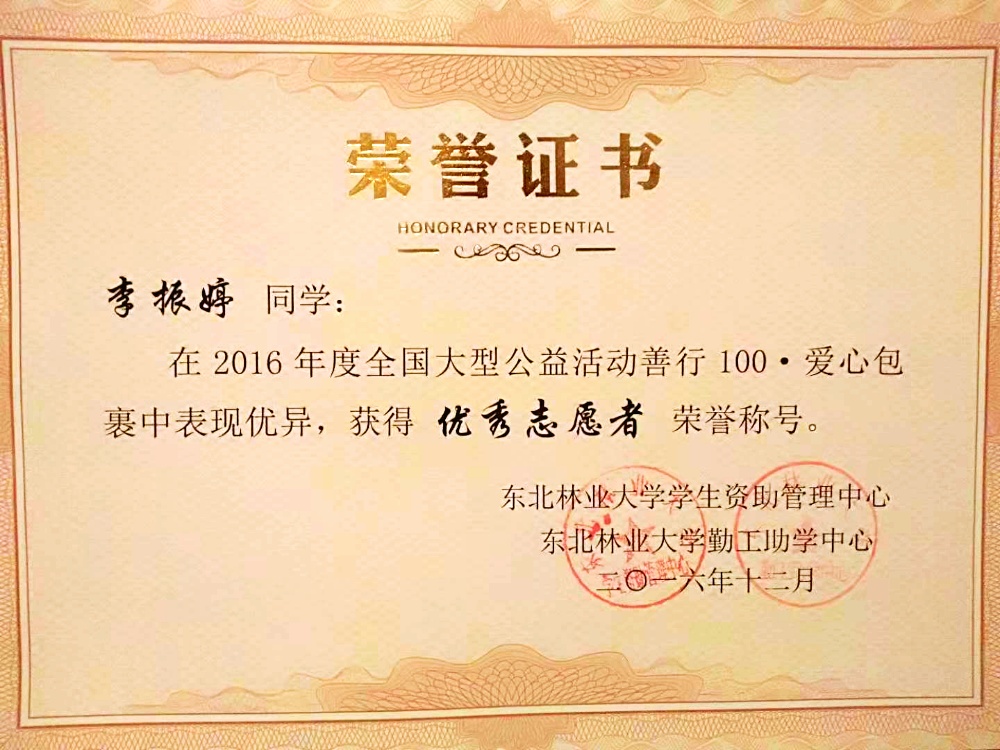 荣誉证书
HONORARY CREDENTIAL
李振婷 同学：
在 2016 年度全国大型公益活动善行 100·爱心包
裹中表现优异，获得 优秀志愿者 荣誉称号。
东北林业大学学生资助管理中心
东北林业大学勤工助学中心
二〇一六年十二月